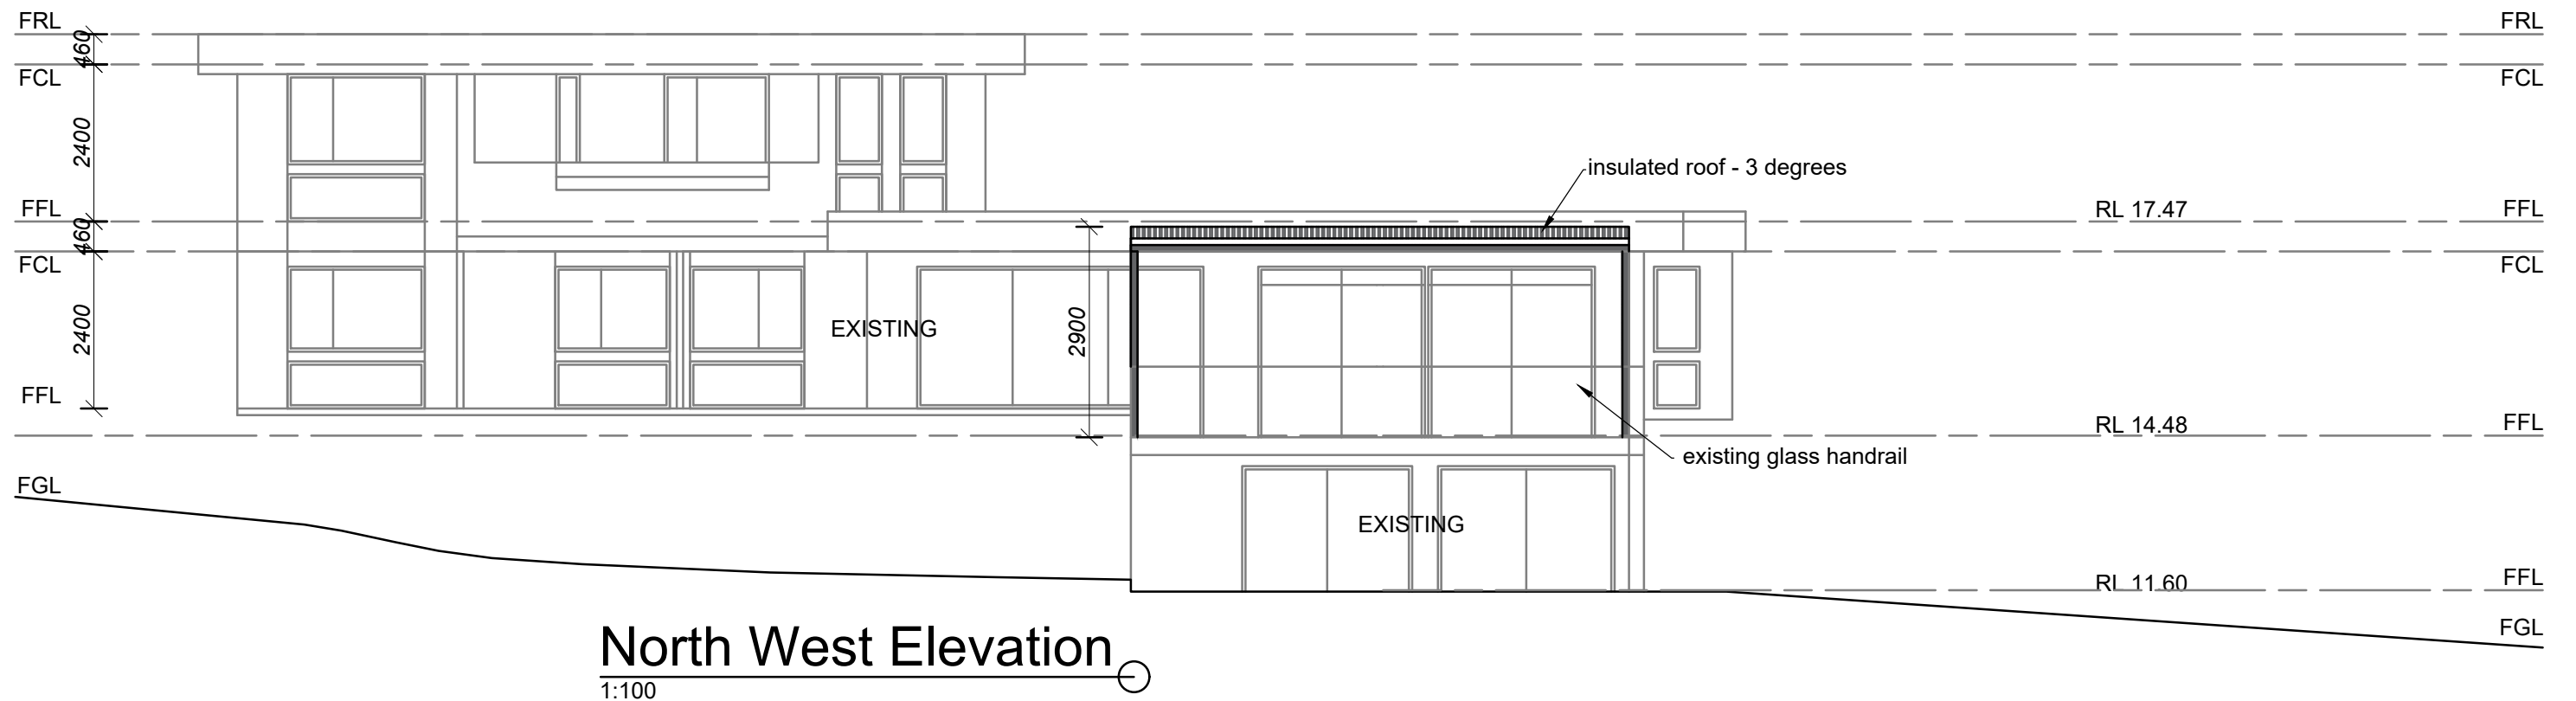 FRL
FRL
460
FCL
FCL
2400
insulated roof - 3 degrees
FFL
RL 17.47
FFL
460
FCL
FCL
2400
EXISTING
2900
FFL
RL 14.48
FFL
existing glass handrail
FGL
EXISTING
RL 11.60
FFL
FGL
North West Elevation
1:100